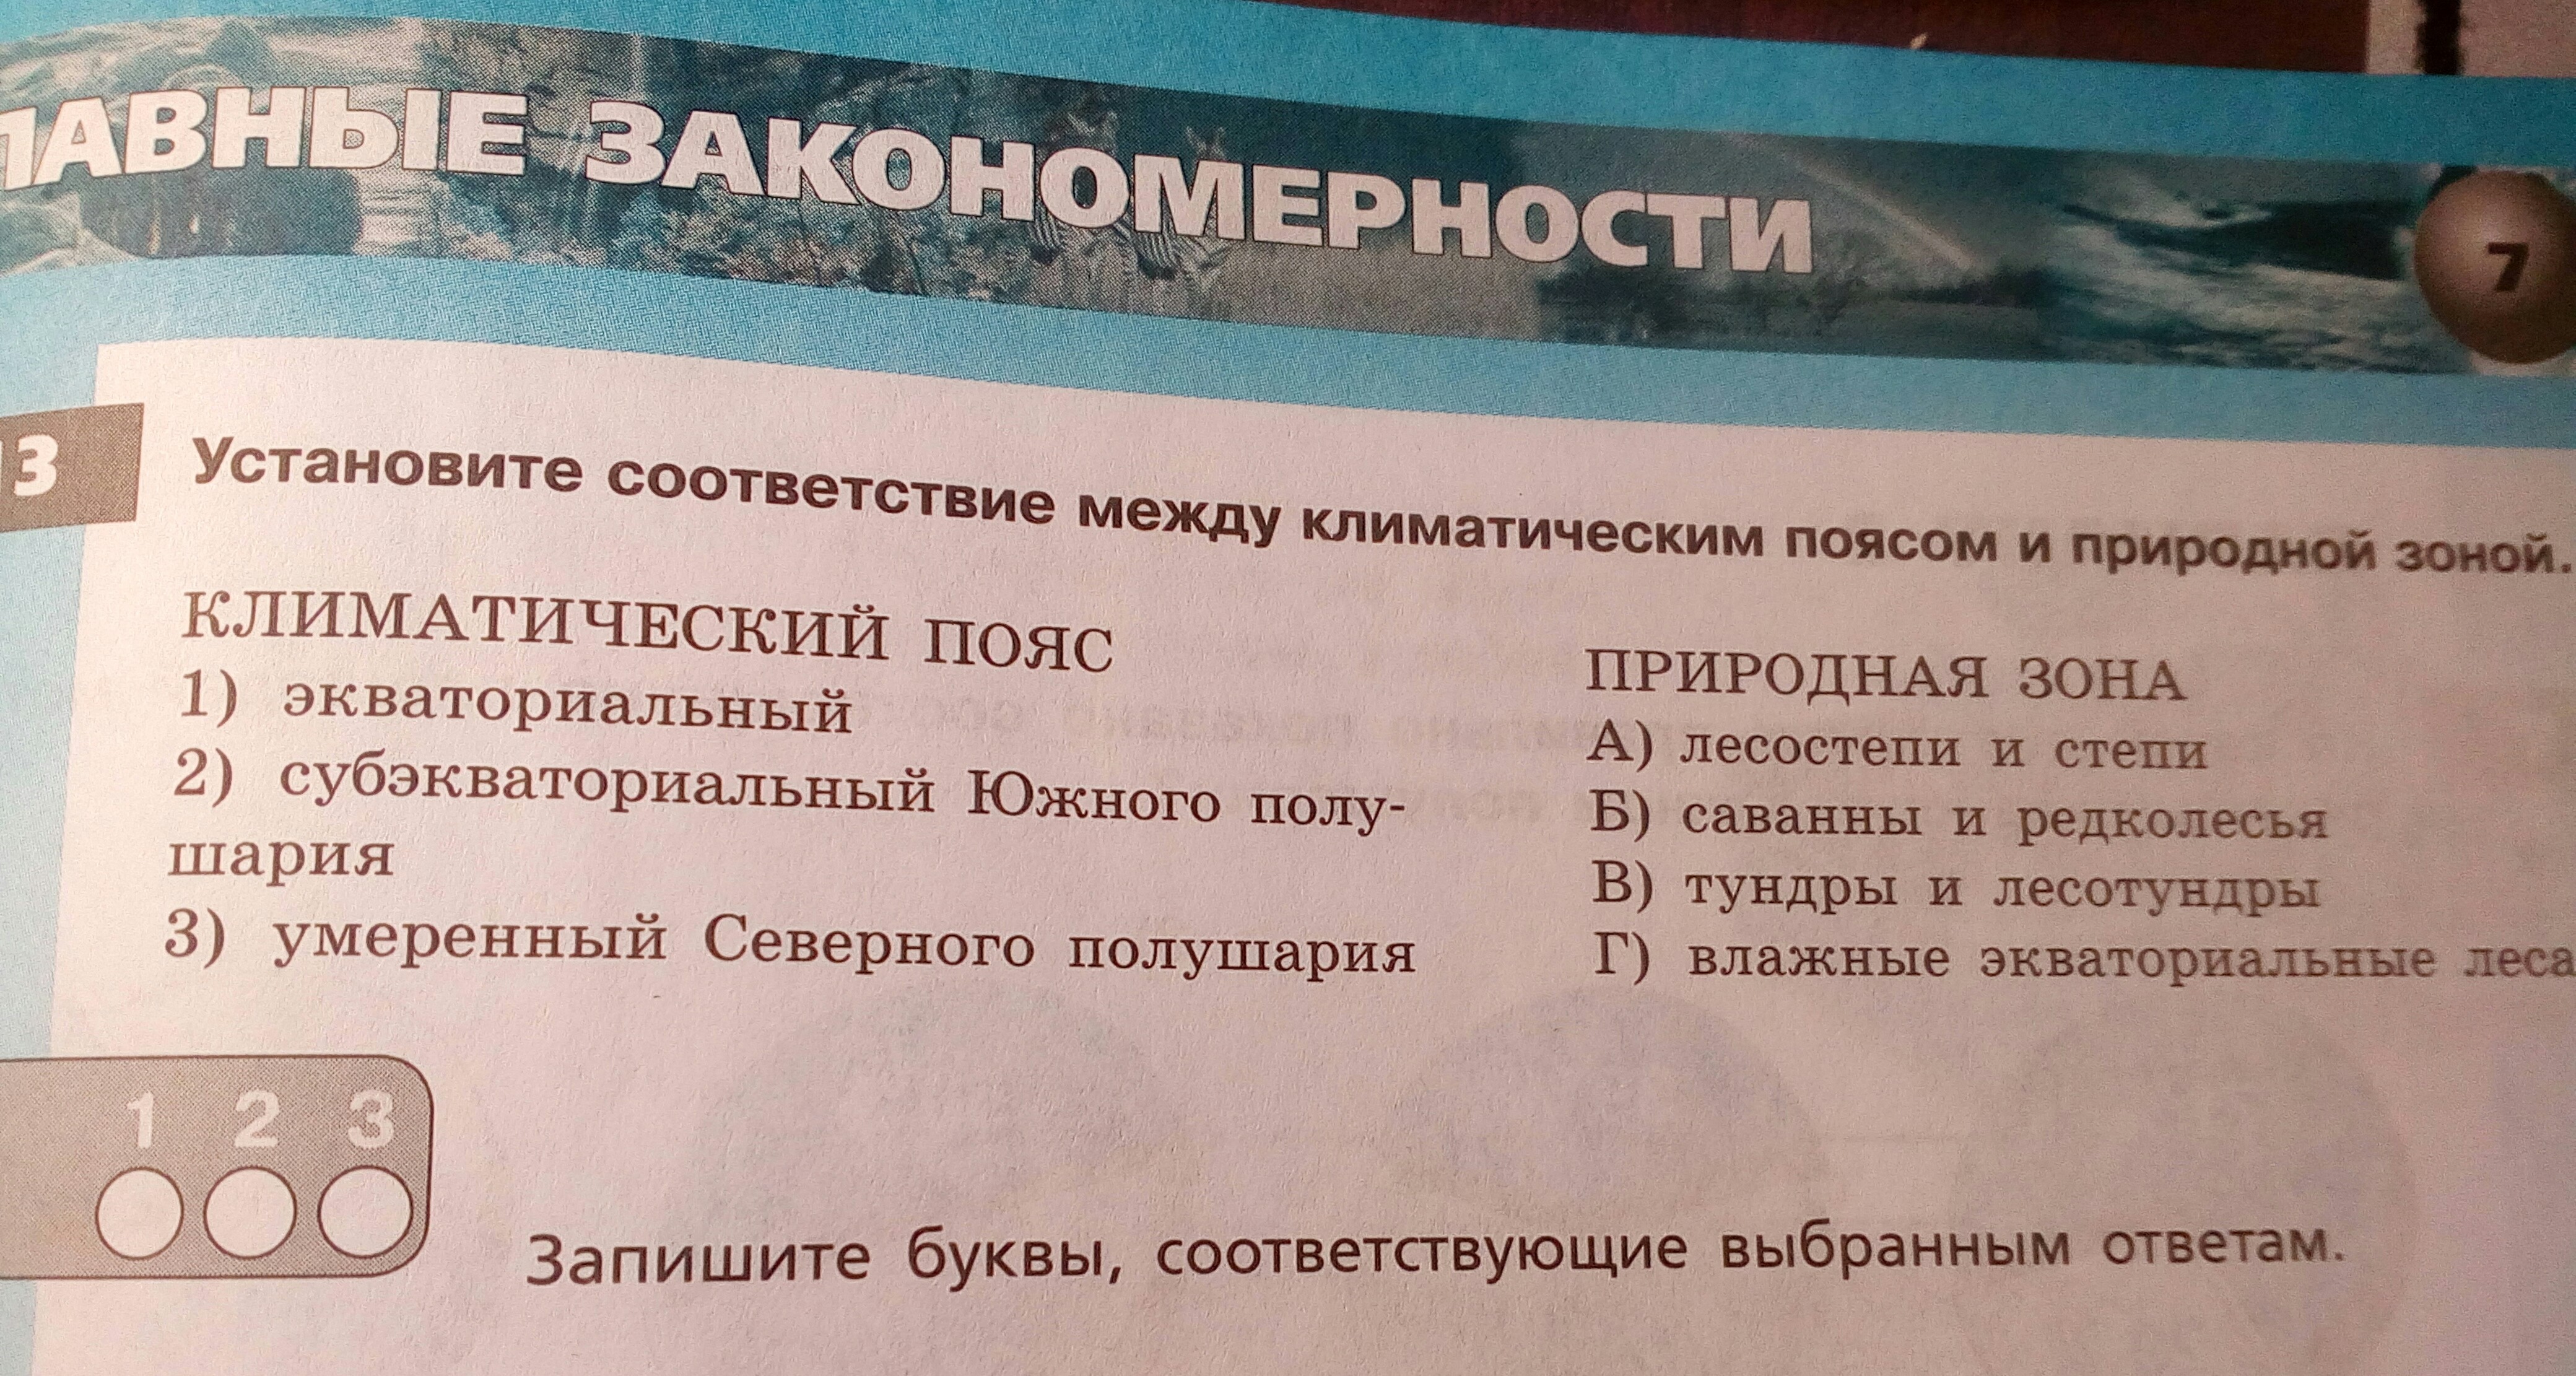 ЛАВНЫЕ ЗАКОНОМЕРНОСТИ
7
13
Установите соответствие между климатическим поясом и природной зоной.
КЛИМАТИЧЕСКИЙ ПОЯС
1) экваториальный
2) субэкваториальный Южного полу-
шария
3) умеренный Северного полушария
ПРИРОДНАЯ ЗОНА
А) лесостепи и степи
Б) саванны и редколесья
В) тундры и лесотундры
Г) влажные экваториальные леса
1 2 3
Запишите буквы, соответствующие выбранным ответам.